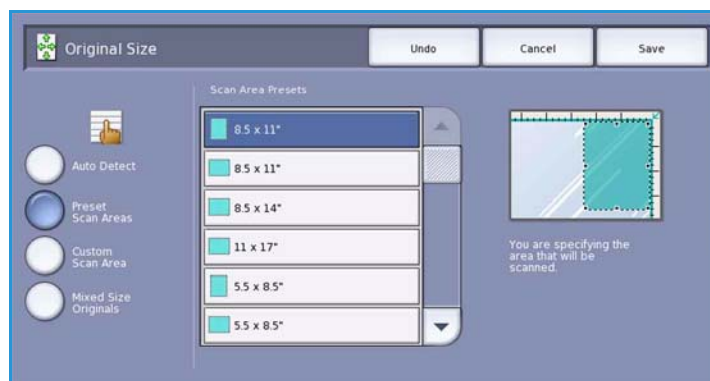 Original Size
Undo
Cancel
Save
Scan Area Presets
Auto Detect
Preset
Scan Areas
Custom
Scan Area
Mixed Size
Originals
8.5 x 11"
8.5 x 11"
8.5 x 14"
11 x 17"
5.5 x 8.5"
5.5 x 8.5"
You are specifying the
area that will be
scanned.